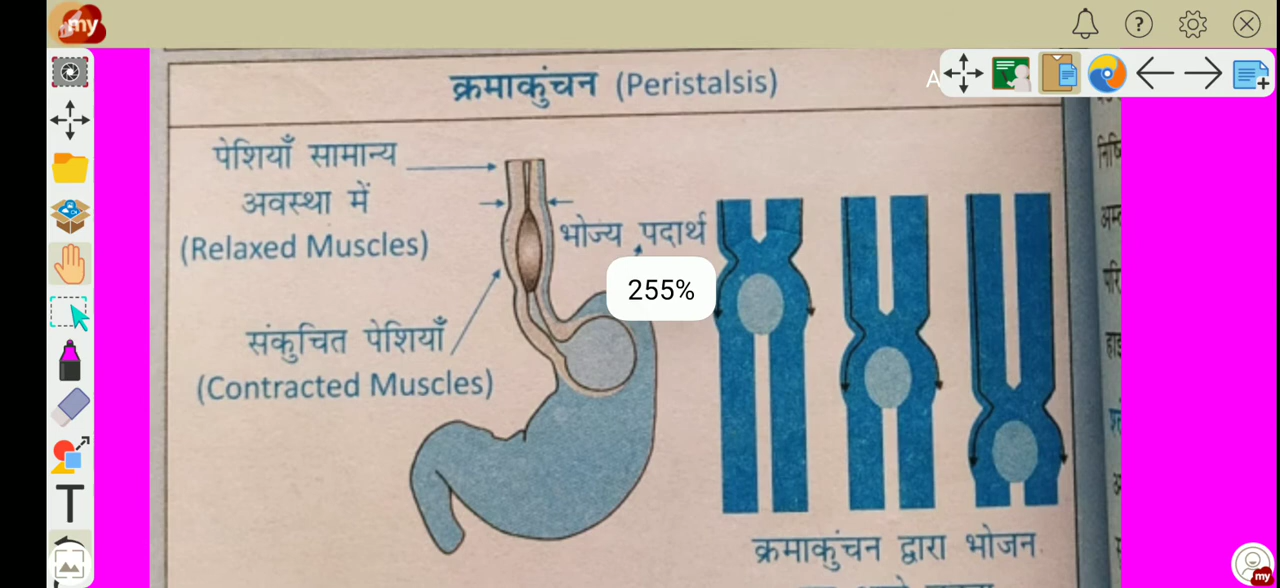 my
क्रमाकुंचन (Peristalsis)
पेशियाँ सामान्य
अवस्था में
(Relaxed Muscles)
भोज्य पदार्थ
255%
संकुचित पेशियाँ
(Contracted Muscles)
क्रमाकुंचन द्वारा भोजन
my